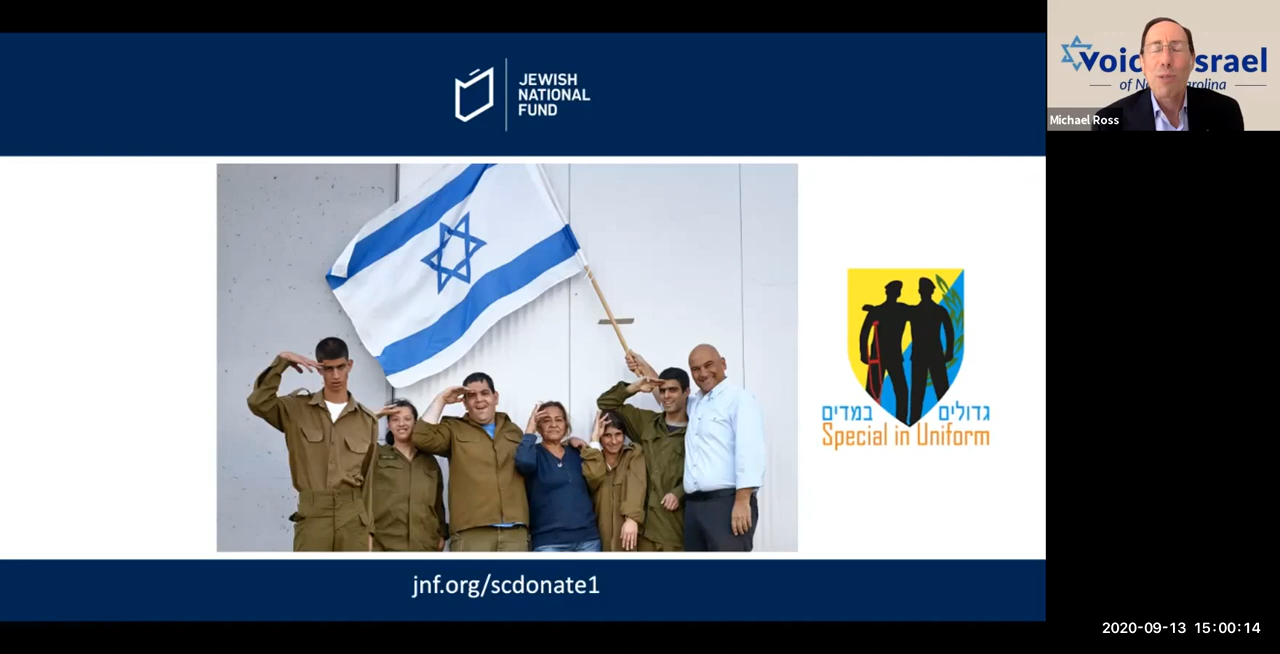 JEWISH
NATIONAL
FUND
Michael Ross
גדולים במדים
Special in Uniform
jnf.org/scdonate1
2020-09-13 15:00:14